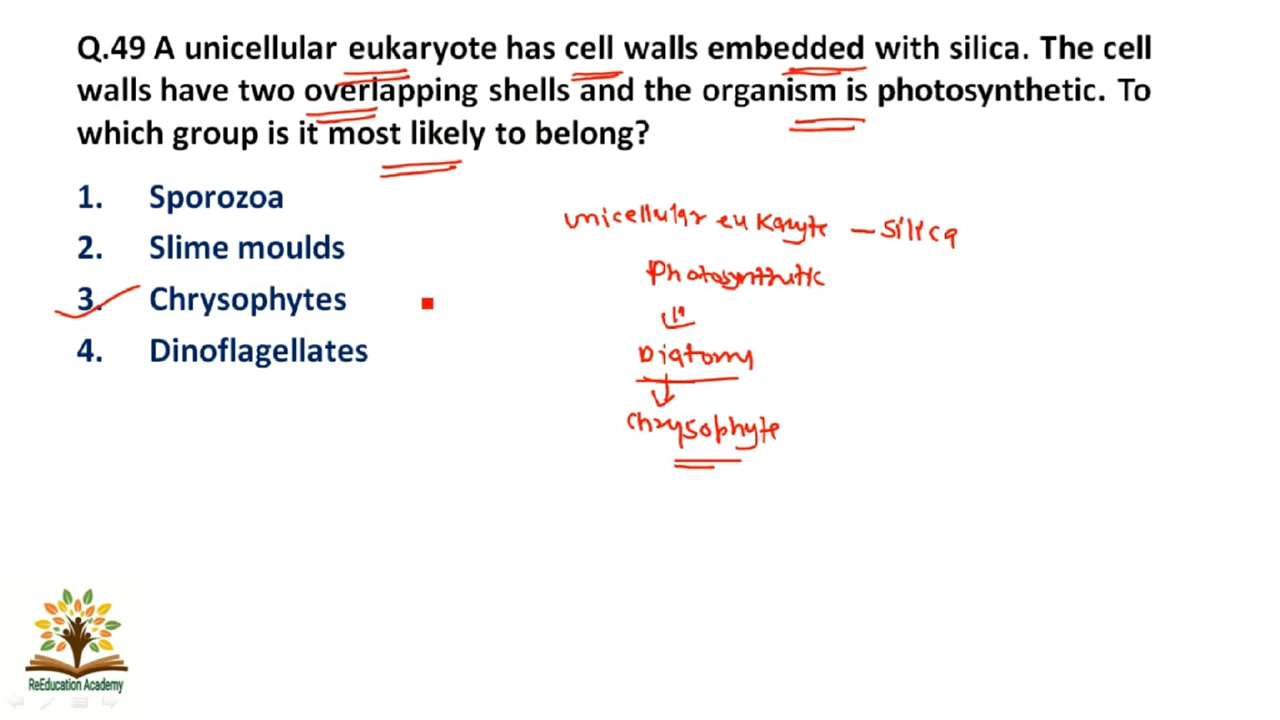 Q.49 A unicellular eukaryote has cell walls embedded with silica. The cell
walls have two overlapping shells and the organism is photosynthetic. To
which group is it most likely to belong?
1. Sporozoa
2. Slime moulds
3. Chrysophytes
4. Dinoflagellates
unicellular eukaryote – silica
Photosynthetic
Diatoms
Chrysophyte
ReEducation Academy